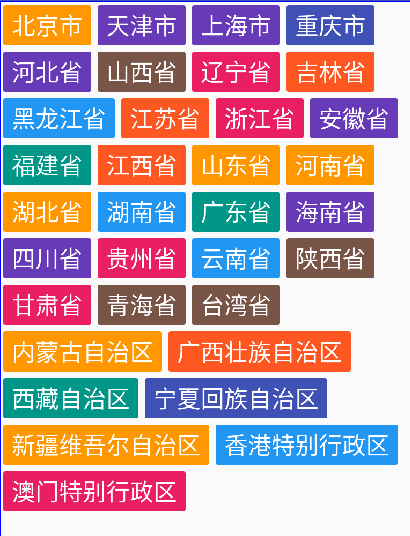 北京市 天津市 上海市 重庆市
河北省 山西省 辽宁省 吉林省
黑龙江省 江苏省 浙江省 安徽省
福建省 江西省 山东省 河南省
湖北省 湖南省 广东省 海南省
四川省 贵州省 云南省 陕西省
甘肃省 青海省 台湾省
内蒙古自治区 广西壮族自治区
西藏自治区 宁夏回族自治区
新疆维吾尔自治区 香港特别行政区
澳门特别行政区